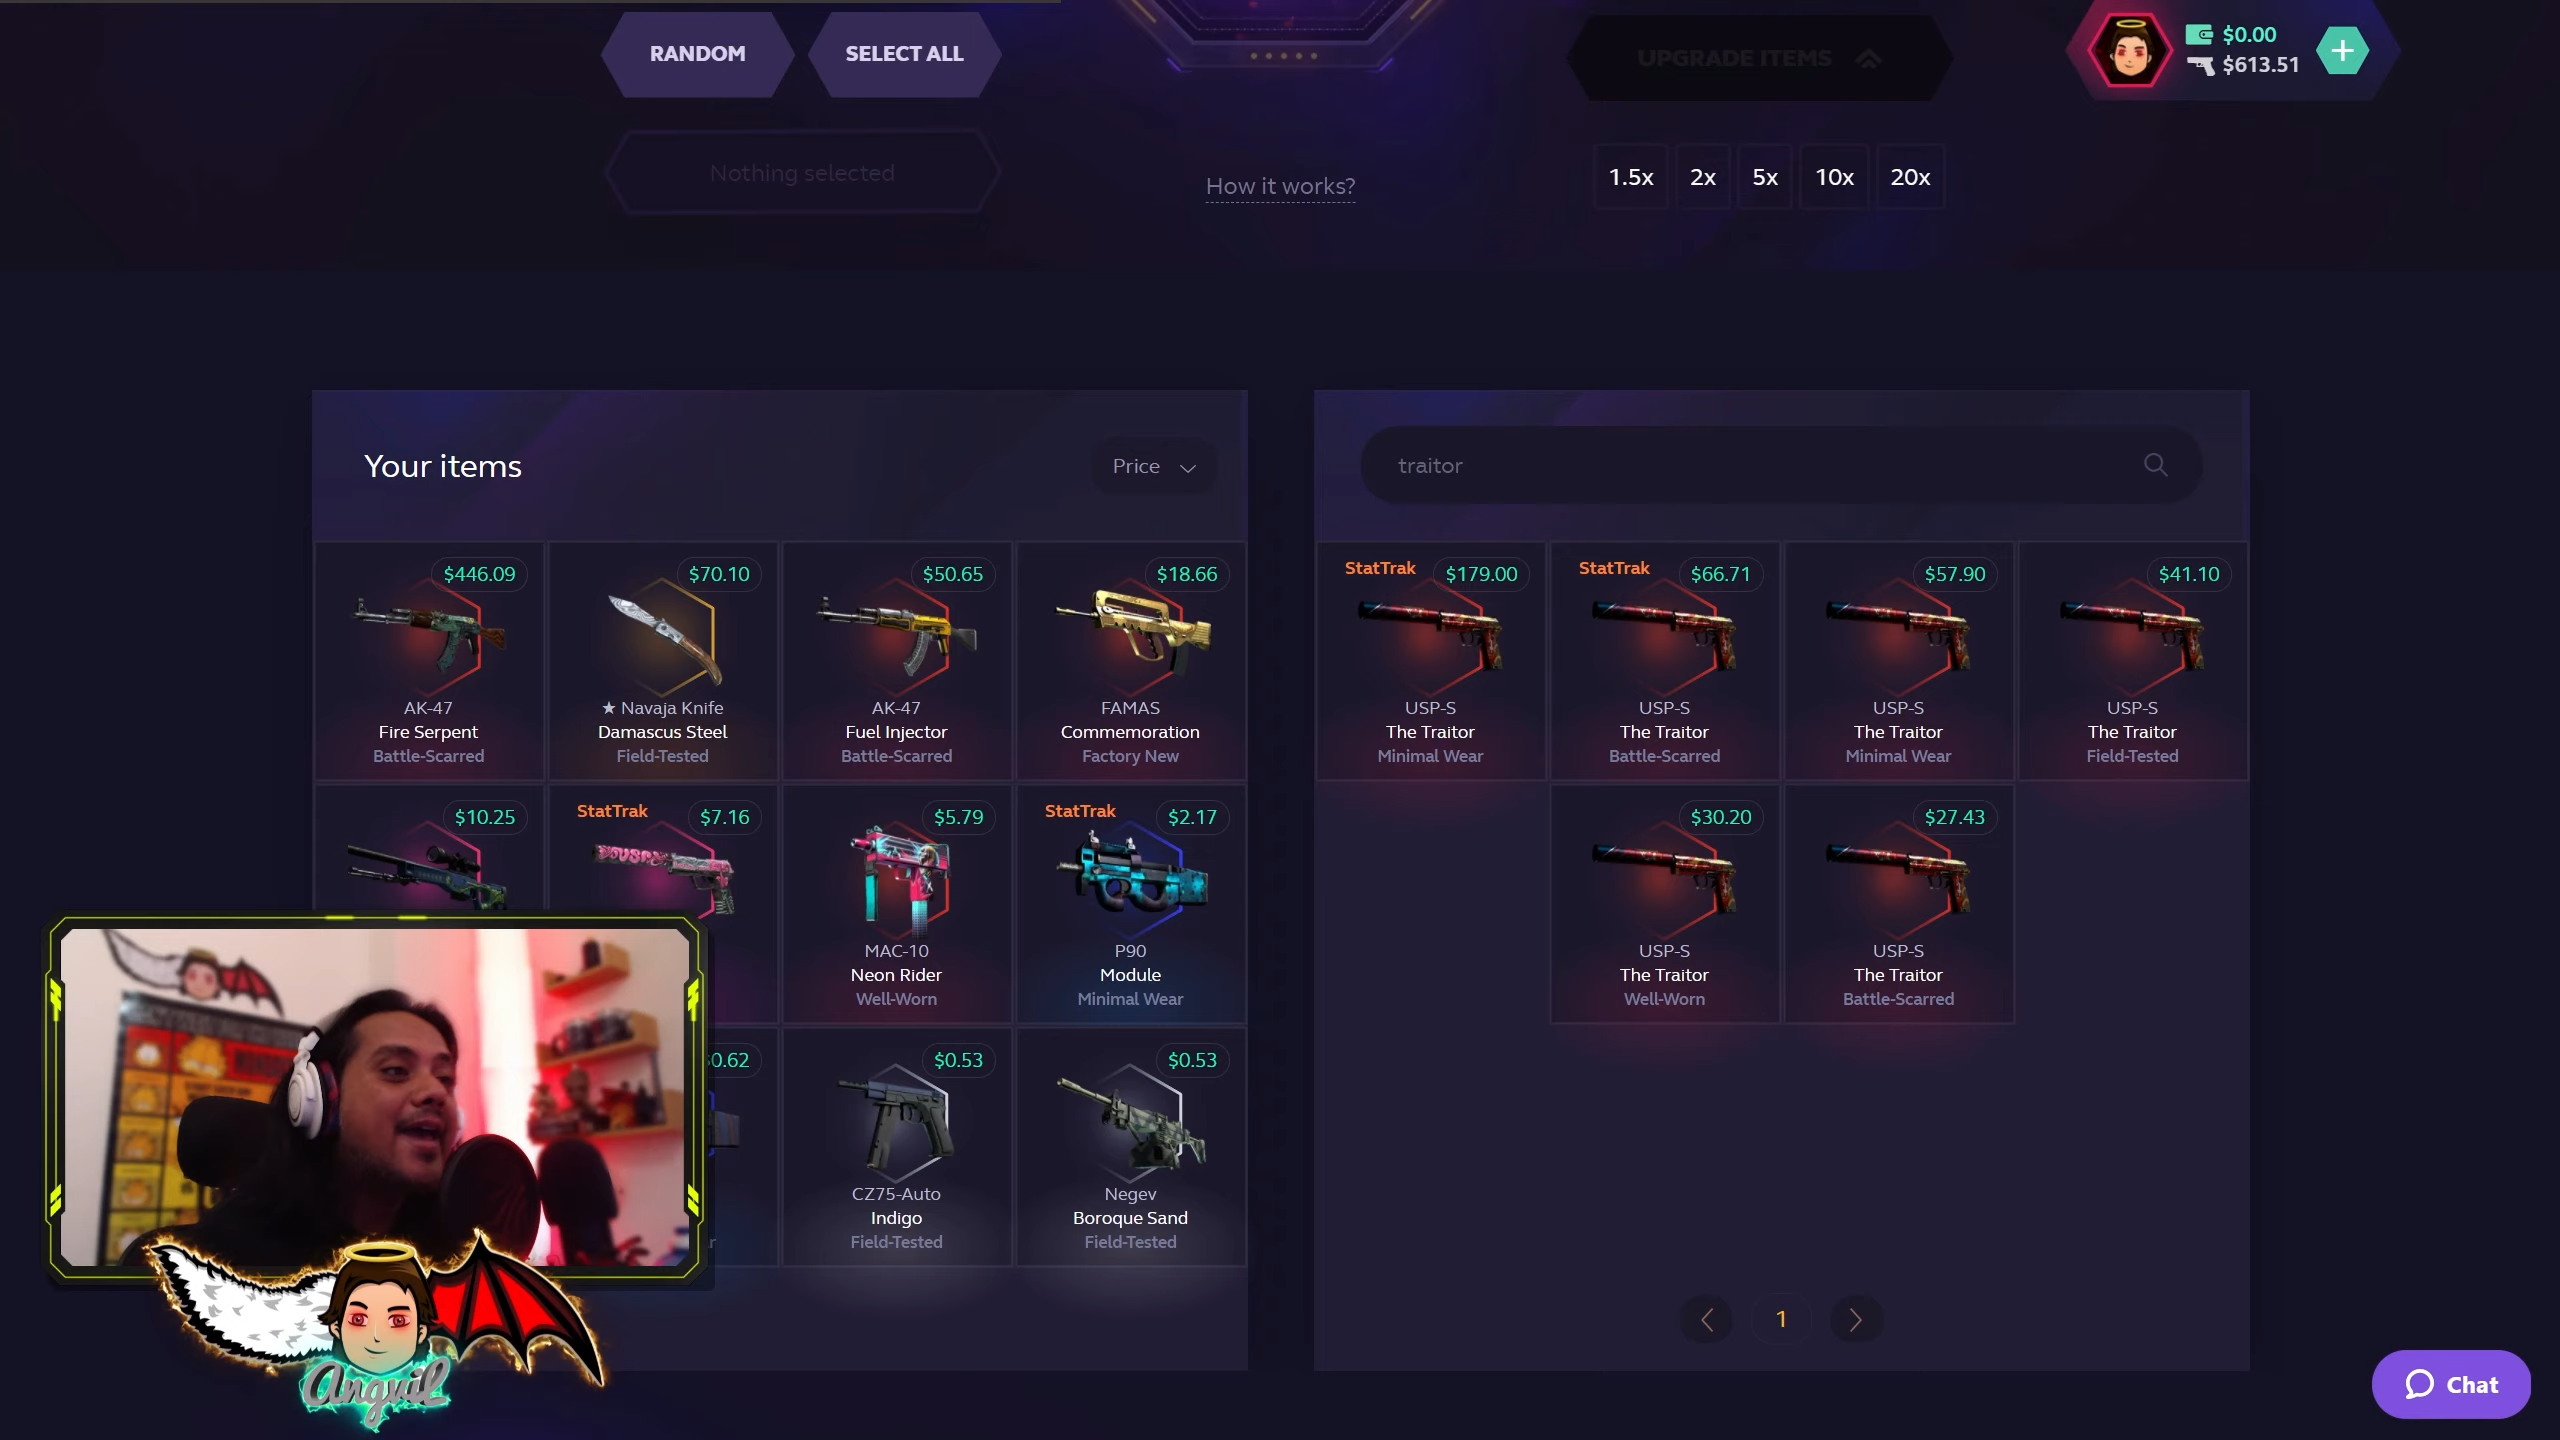 RANDOM
SELECT ALL
UPGRADE ITEMS
$0.00
$613.51
Nothing selected
How it works?
1.5x
2x
5x
10x
20x
Your items
Price
traitor
$446.09
AK-47
Fire Serpent
Battle-Scarred
$70.10
★ Navaja Knife
Damascus Steel
Field-Tested
$50.65
AK-47
Fuel Injector
Battle-Scarred
$18.66
FAMAS
Commemoration
Factory New
StatTrak
$179.00
USP-S
The Traitor
Minimal Wear
StatTrak
$66.71
USP-S
The Traitor
Battle-Scarred
$57.90
USP-S
The Traitor
Minimal Wear
$41.10
USP-S
The Traitor
Field-Tested
$10.25
StatTrak
$7.16
$5.79
MAC-10
Neon Rider
Well-Worn
StatTrak
$2.17
P90
Module
Minimal Wear
$30.20
USP-S
The Traitor
Well-Worn
$27.43
USP-S
The Traitor
Battle-Scarred
0.62
$0.53
CZ75-Auto
Indigo
Field-Tested
$0.53
Negev
Boroque Sand
Field-Tested
1
Angvil
Chat